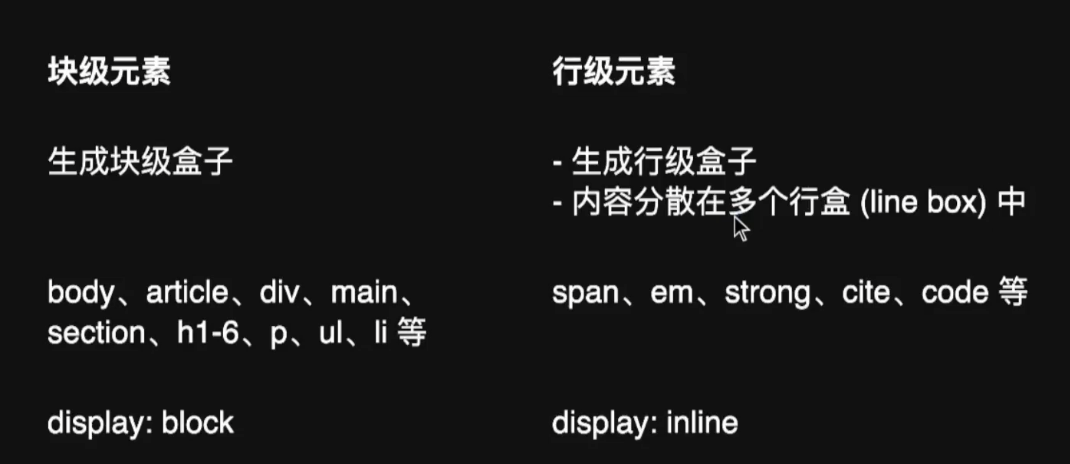 块级元素
行级元素
生成块级盒子
- 生成行级盒子
- 内容分散在多个行盒 (line box) 中
body、article、div、main、
section、h1-6、p、ul、li 等
span、em、strong、cite、code 等
display: block
display: inline